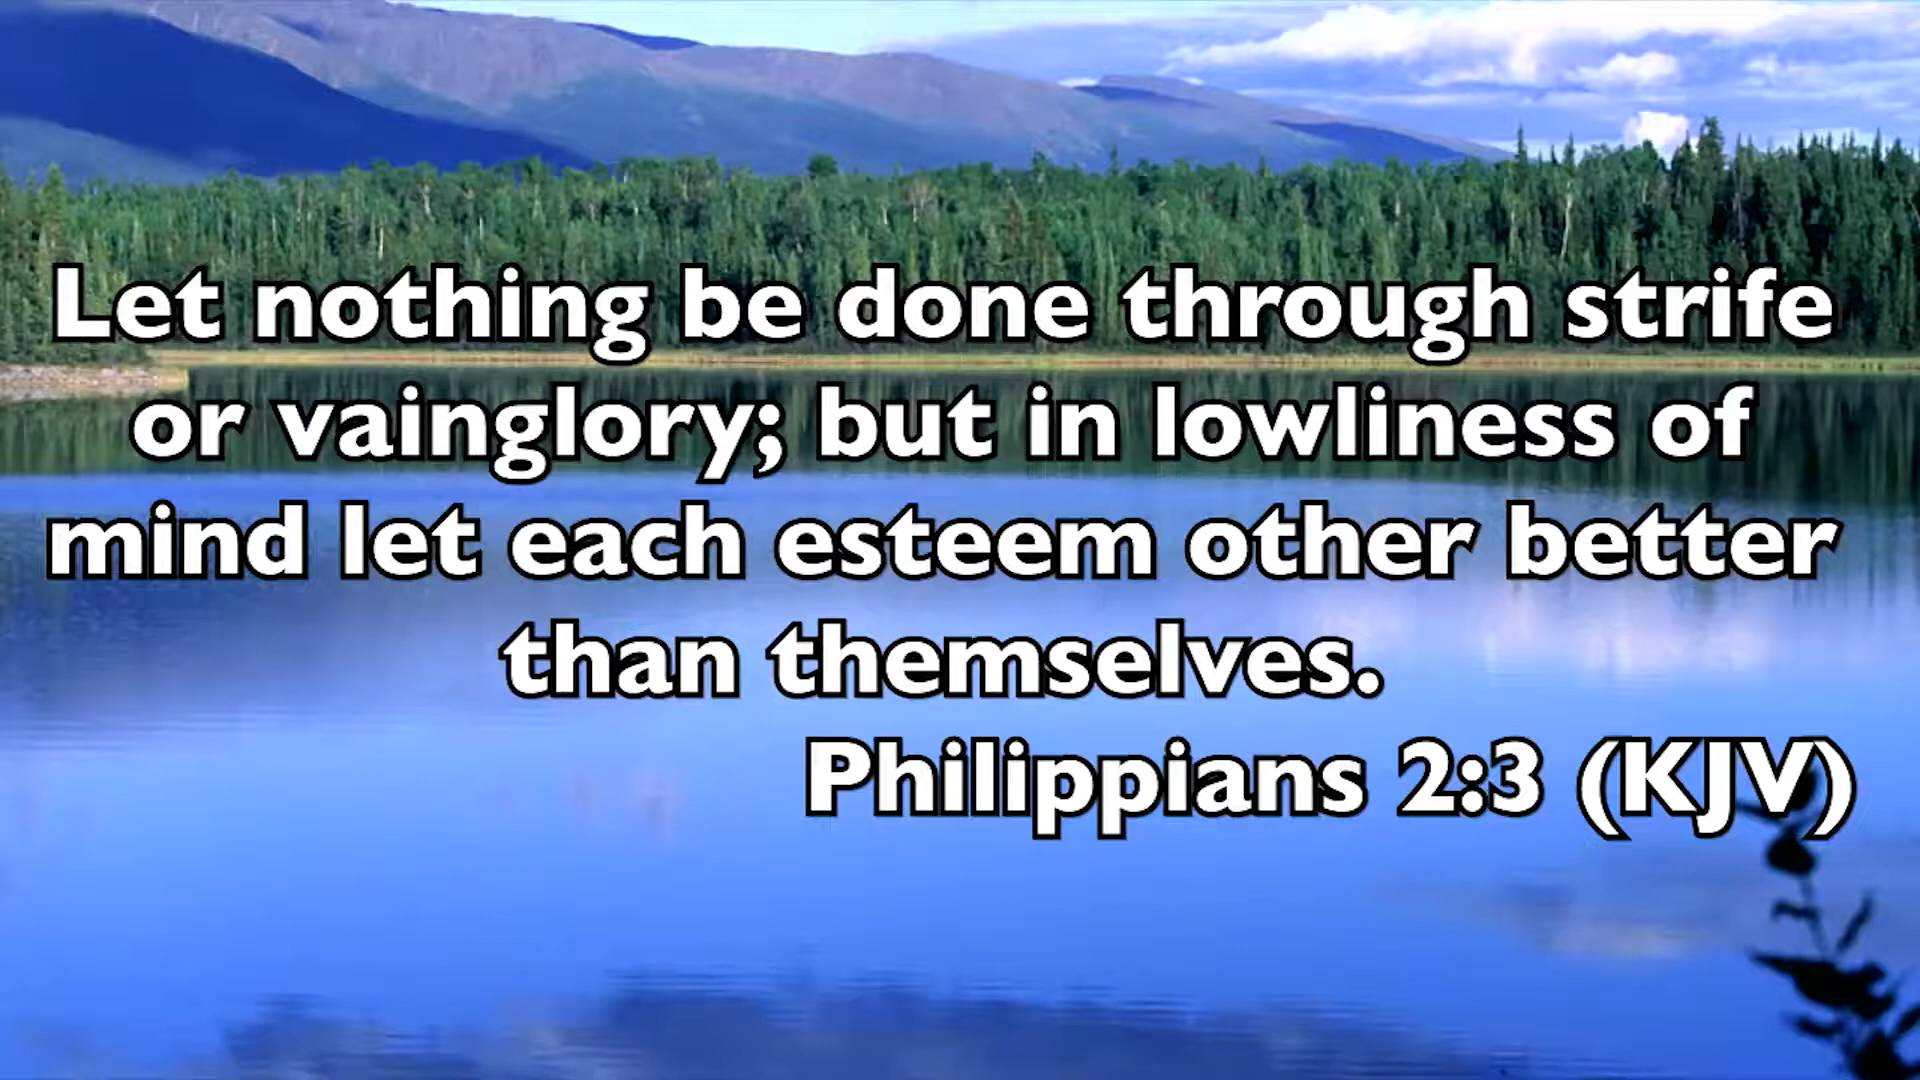 Let nothing be done through strife
or vainglory; but in lowliness of
mind let each esteem other better
than themselves.
Philippians 2:3 (KJV)